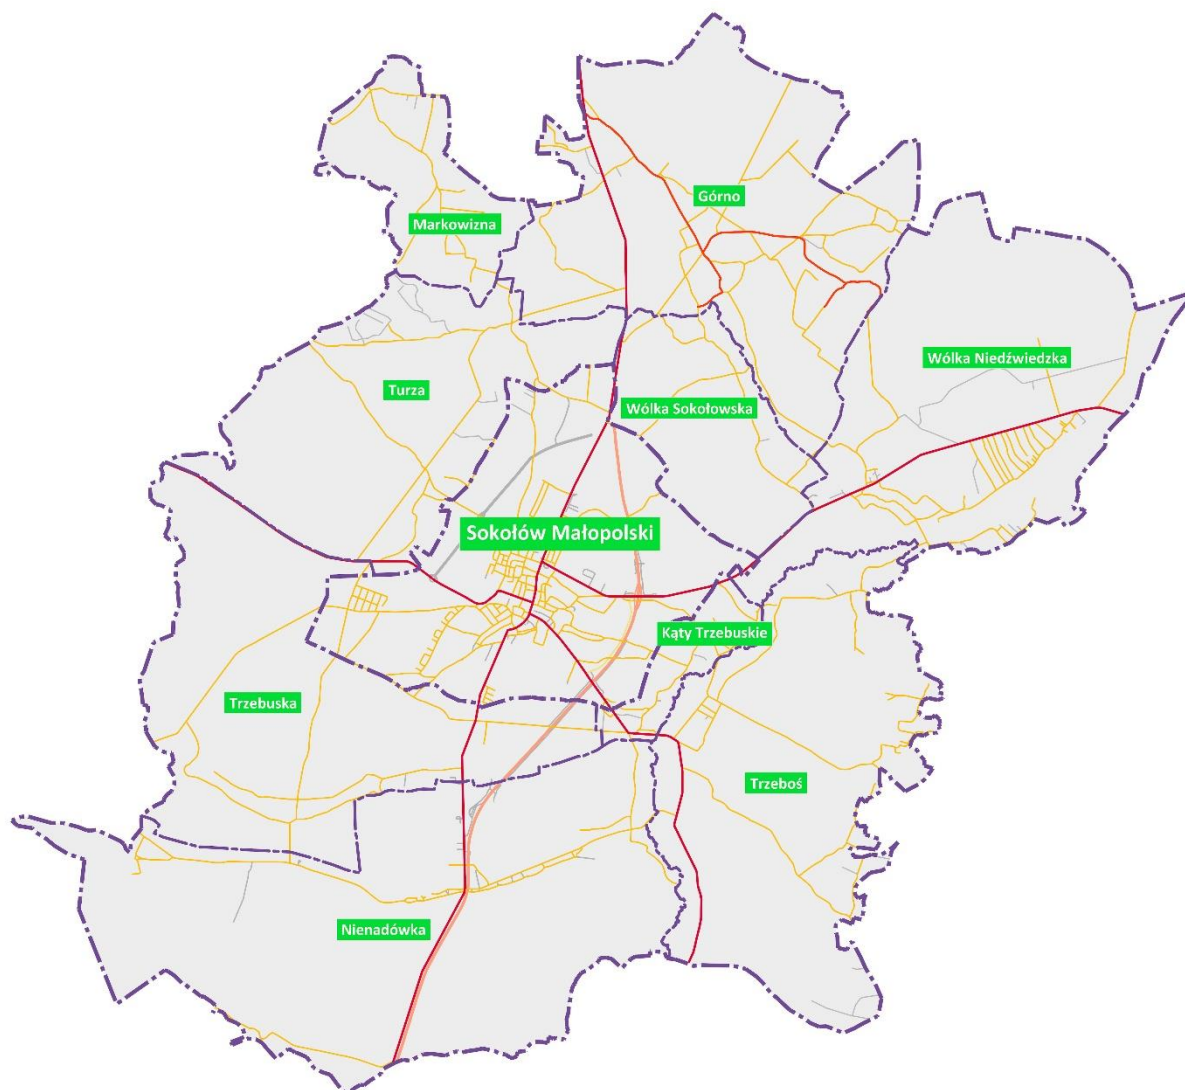 Górno
Markowizna
Wólka Niedźwiedzka
Turza
Wólka Sokołowska
Sokołów Małopolski
Kąty Trzebuskie
Trzebuska
Trzeboś
Nienadówka